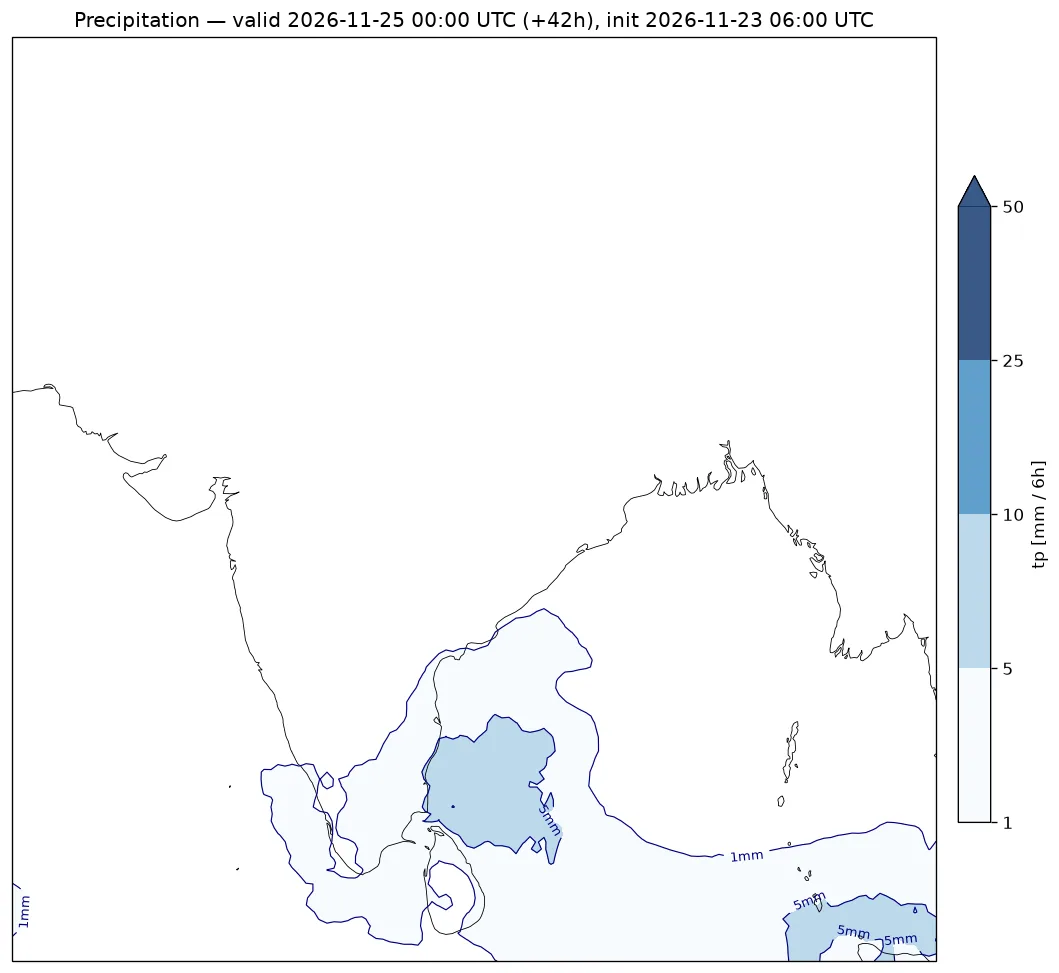 Precipitation — valid 2026-11-25 00:00 UTC (+42h), init 2026-11-23 06:00 UTC
50
25
10
5
1
tp [mm / 6h]
5mm
1mm
1mm
5mm
5mm
5mm